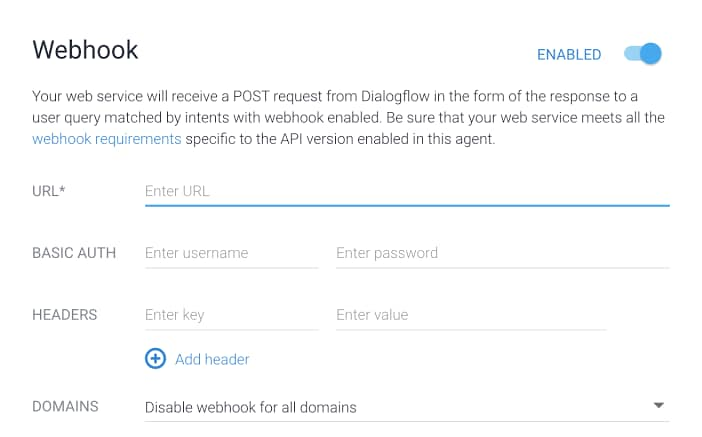 Webhook
ENABLED
Your web service will receive a POST request from Dialogflow in the form of the response to a
user query matched by intents with webhook enabled. Be sure that your web service meets all the
webhook requirements specific to the API version enabled in this agent.
URL* Enter URL
BASIC AUTH Enter username Enter password
HEADERS Enter key Enter value
Add header
DOMAINS Disable webhook for all domains